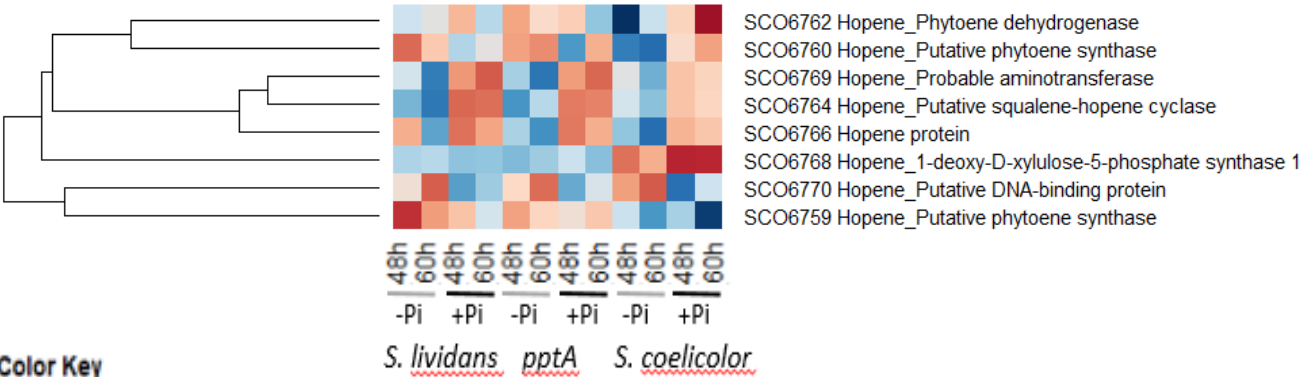 SCO6762 Hopene_Phytoene dehydrogenase
SCO6760 Hopene_Putative phytoene synthase
SCO6769 Hopene_Probable aminotransferase
SCO6764 Hopene_Putative squalene-hopene cyclase
SCO6766 Hopene protein
SCO6768 Hopene_1-deoxy-D-xylulose-5-phosphate synthase 1
SCO6770 Hopene_Putative DNA-binding protein
SCO6759 Hopene_Putative phytoene synthase
48h 60h 48h 60h 48h 60h 48h 60h 48h 60h 48h 60h
-Pi +Pi -Pi +Pi -Pi +Pi
S. lividans pptA S. coelicolor
Color Key